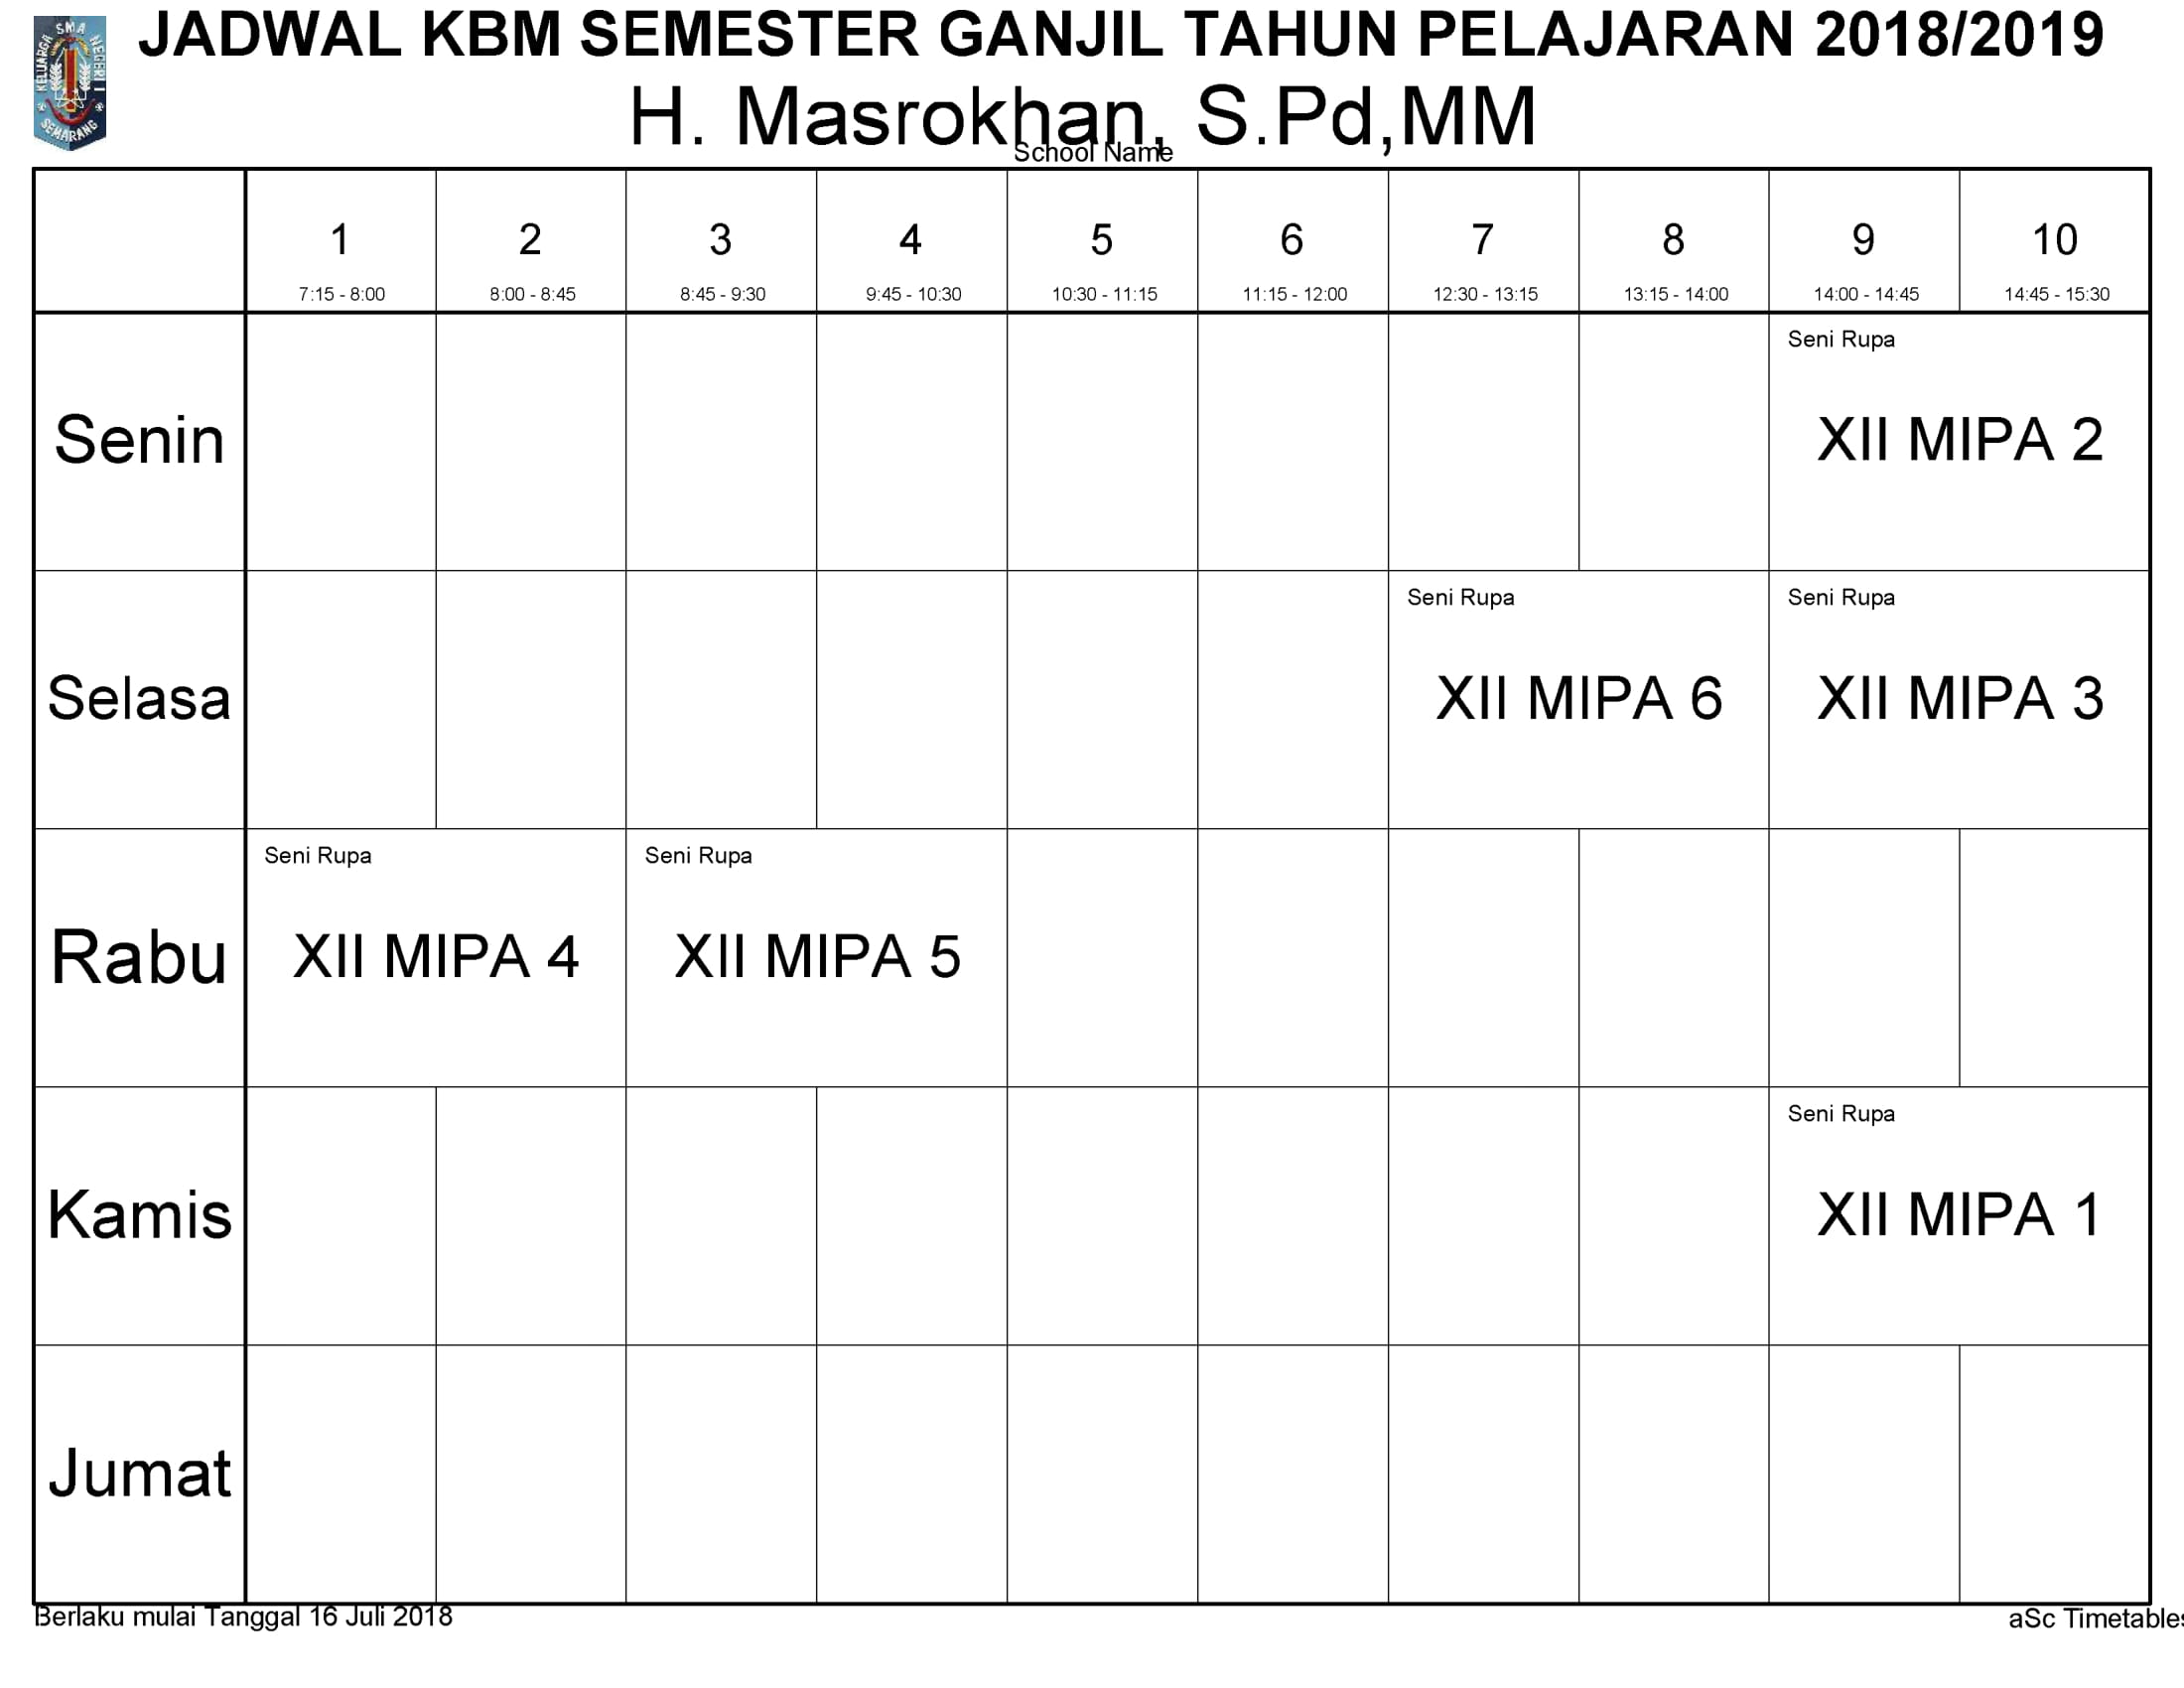 KELUARGA SMA NEGERI 1
SEMARANG
JADWAL KBM SEMESTER GANJIL TAHUN PELAJARAN 2018/2019
H. Masrokhan, S.Pd,MM
School Name
1 2 3 4 5 6 7 8 9 10
7:15 - 8:00 8:00 - 8:45 8:45 - 9:30 9:45 - 10:30 10:30 - 11:15 11:15 - 12:00 12:30 - 13:15 13:15 - 14:00 14:00 - 14:45 14:45 - 15:30
Seni Rupa
Senin XII MIPA 2
Seni Rupa Seni Rupa
Selasa XII MIPA 6 XII MIPA 3
Seni Rupa Seni Rupa
Rabu XII MIPA 4 XII MIPA 5
Seni Rupa
Kamis XII MIPA 1
Jumat
Berlaku mulai Tanggal 16 Juli 2018 aSc Timetables